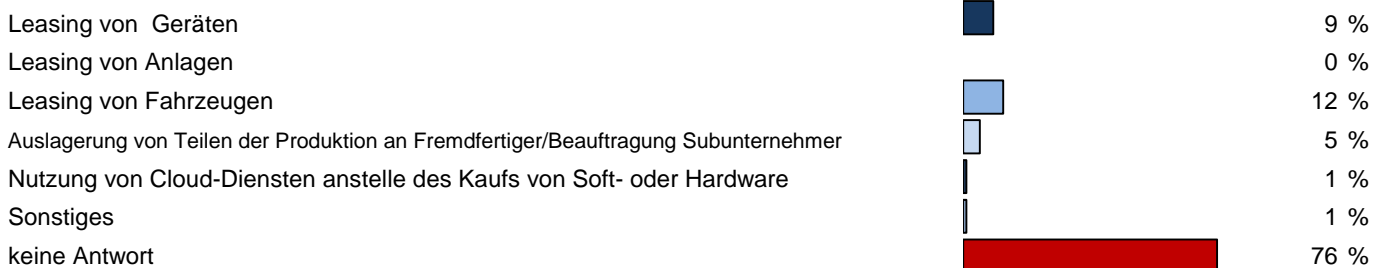 Leasing von  Geräten 9 %
Leasing von Anlagen 0 %
Leasing von Fahrzeugen 12 %
Auslagerung von Teilen der Produktion an Fremdfertiger/Beauftragung Subunternehmer 5 %
Nutzung von Cloud-Diensten anstelle des Kaufs von Soft- oder Hardware 1 %
Sonstiges 1 %
keine Antwort 76 %